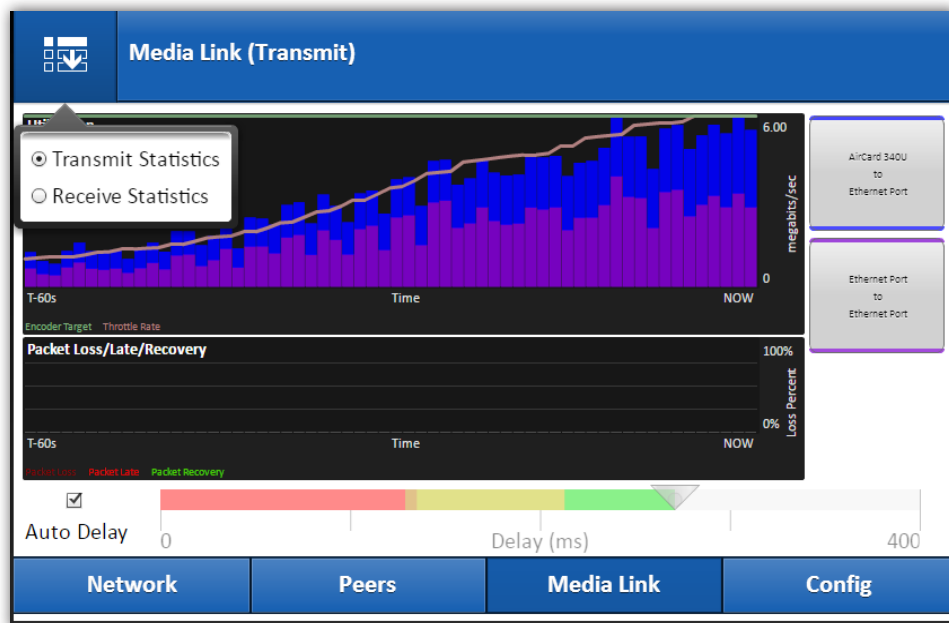 Media Link (Transmit)
Transmit Statistics
Receive Statistics
6.00
megabits/sec
0
T-60s Time NOW
Encoder Target Throttle Rate
AirCard 340U
to
Ethernet Port
Ethernet Port
to
Ethernet Port
Packet Loss/Late/Recovery
100%
Loss Percent
0%
T-60s Time NOW
Packet Loss Packet Late Packet Recovery
Auto Delay
0 Delay (ms) 400
Network Peers Media Link Config